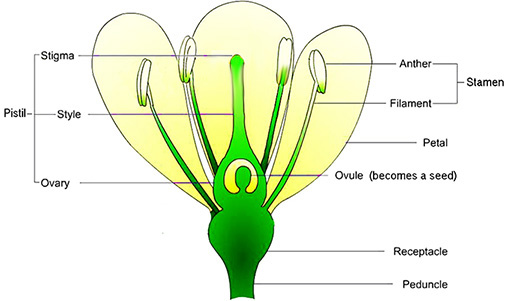 Stigma
Pistil
Style
Ovary
Anther
Stamen
Filament
Petal
Ovule (becomes a seed)
Receptacle
Peduncle